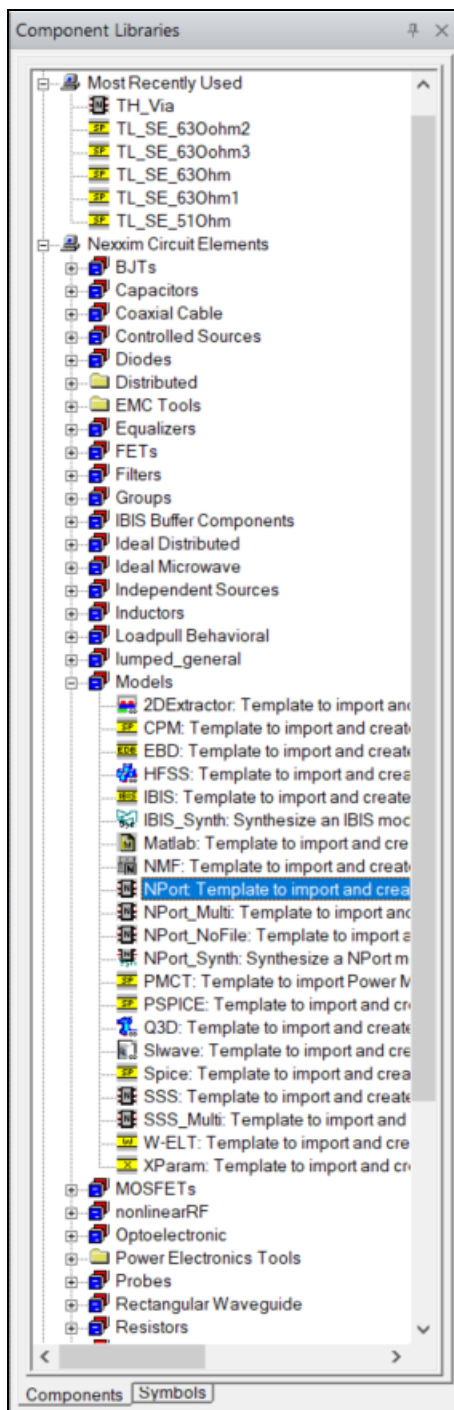 Component Libraries
Most Recently Used
TH_Via
TL_SE_63Oohm2
TL_SE_63Oohm3
TL_SE_63Ohm
TL_SE_63Ohm1
TL_SE_51Ohm
Nexxim Circuit Elements
BJTs
Capacitors
Coaxial Cable
Controlled Sources
Diodes
Distributed
EMC Tools
Equalizers
FETs
Filters
Groups
IBIS Buffer Components
Ideal Distributed
Ideal Microwave
Independent Sources
Inductors
Loadpull Behavioral
lumped_general
Models
2DExtractor: Template to import and
CPM: Template to import and create
EBD: Template to import and create
HFSS: Template to import and crea
IBIS: Template to import and create
IBIS_Synth: Synthesize an IBIS moc
Matlab: Template to import and cre
NMF: Template to import and creat
NPort: Template to import and crea
NPort_Multi: Template to import and
NPort_NoFile: Template to import a
NPort_Synth: Synthesize a NPort m
PMCT: Template to import Power M
PSPICE: Template to import and cr
Q3D: Template to import and create
SIwave: Template to import and cre
Spice: Template to import and crea
SSS: Template to import and create
SSS_Multi: Template to import and
W-ELT: Template to import and cre
XParam: Template to import and cr
MOSFETs
nonlinearRF
Optoelectronic
Power Electronics Tools
Probes
Rectangular Waveguide
Resistors
Components Symbols